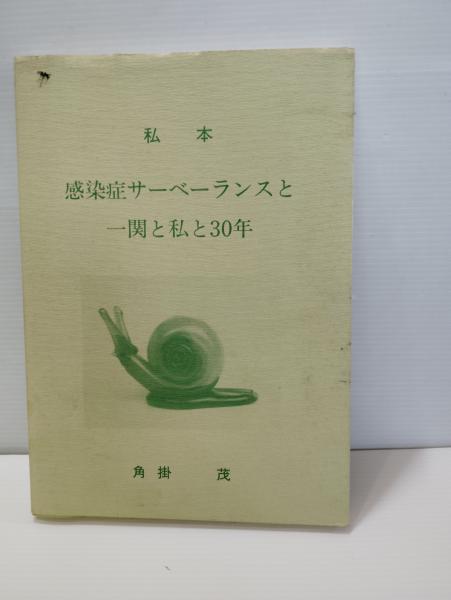 私 本
感染症サーベーランスと
一関と私と30年
角掛 茂